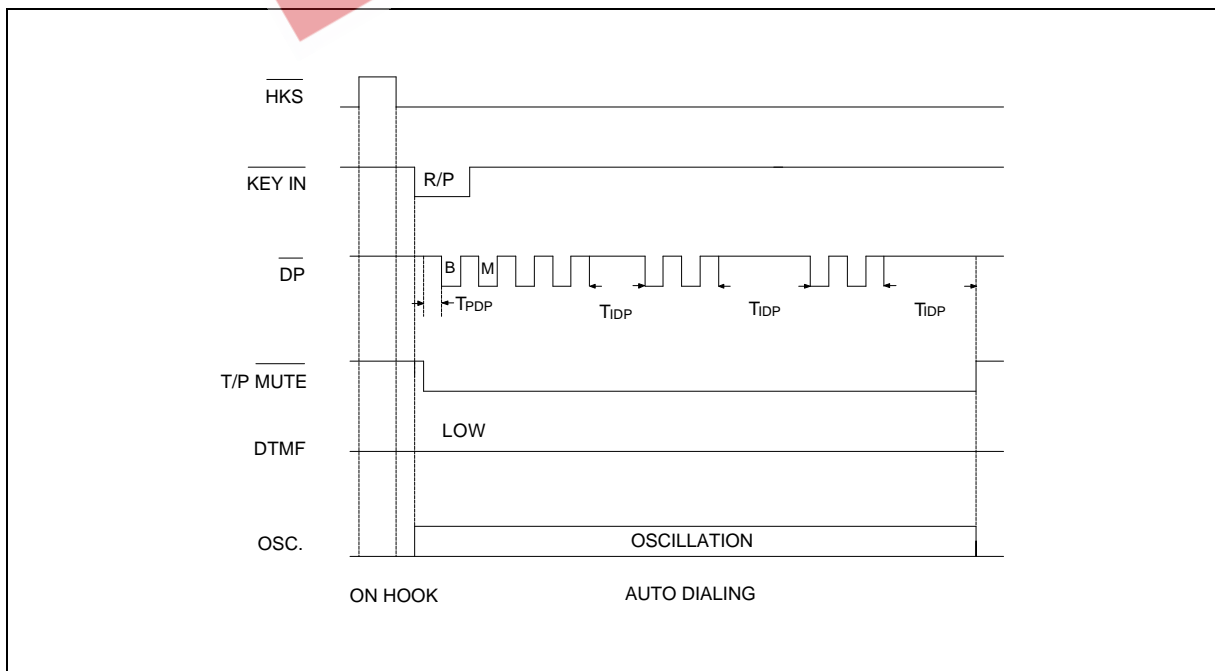 HKS
KEY IN
R/P
DP
B
M
TPDP
TIDP
TIDP
TIDP
T/P MUTE
LOW
DTMF
OSC.
OSCILLATION
ON HOOK
AUTO DIALING